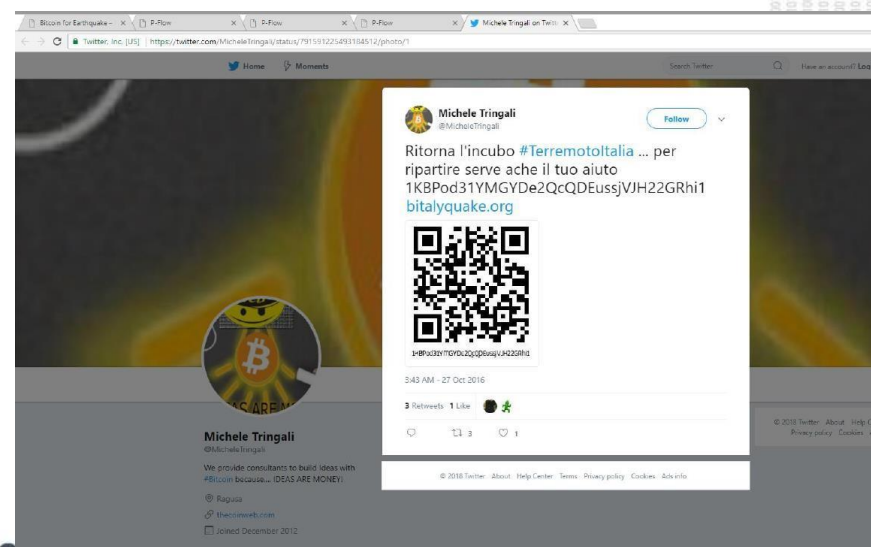 Bitcoin for Earthquake -
P-Flow
P-Flow
P-Flow
Michele Tringali on Twitt
Twitter, Inc. [US] | https://twitter.com/MicheleTringali/status/791591225493184512/photo/1
Home Moments Search Twitter Have an account? Log
Michele Tringali
@MicheleTringali
Follow
Ritorna l'incubo #TerremotoItalia ... per
ripartire serve ache il tuo aiuto
1KBPod31YMGYDe2QcQDEussjVJH22GRhi1
bitalyquake.org
3:43 AM - 27 Oct 2016
3 Retweets 1 Like
3 1
© 2018 Twitter About Help Center Terms Privacy policy Cookies Ads info
AS ARE M
Michele Tringali
@MicheleTringali
We provide consultants to build ideas with
#Bitcoin because... IDEAS ARE MONEY!
Ragusa
thecoinweb.com
Joined December 2012
© 2018 Twitter About Help C
Privacy policy Cookies